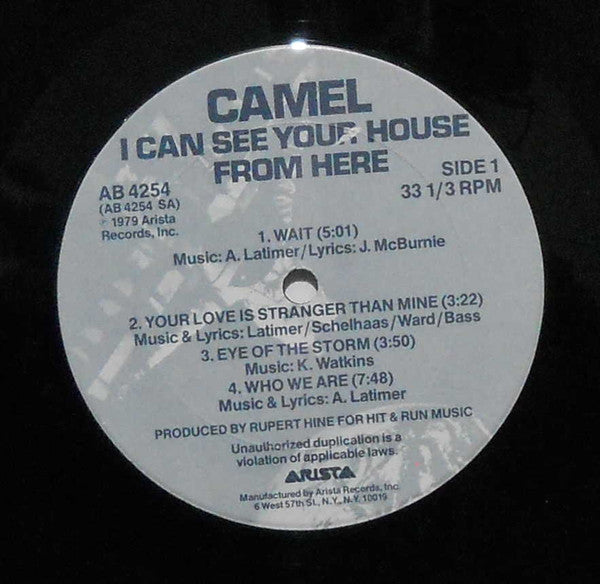 CAMEL
I CAN SEE YOUR HOUSE
FROM HERE
AB 4254
(AB 4254 SA)
℗ 1979 Arista
Records, Inc.
SIDE 1
33 1/3 RPM
1. WAIT (5:01)
Music: A. Latimer/Lyrics: J. McBurnie
2. YOUR LOVE IS STRANGER THAN MINE (3:22)
Music & Lyrics: Latimer/Schelhaas/Ward/Bass
3. EYE OF THE STORM (3:50)
Music: K. Watkins
4. WHO WE ARE (7:48)
Music & Lyrics: A. Latimer
PRODUCED BY RUPERT HINE FOR HIT & RUN MUSIC
Unauthorized duplication is a
violation of applicable laws.
ARISTA
Manufactured by Arista Records, Inc.
6 West 57th St., N.Y., N.Y. 10019